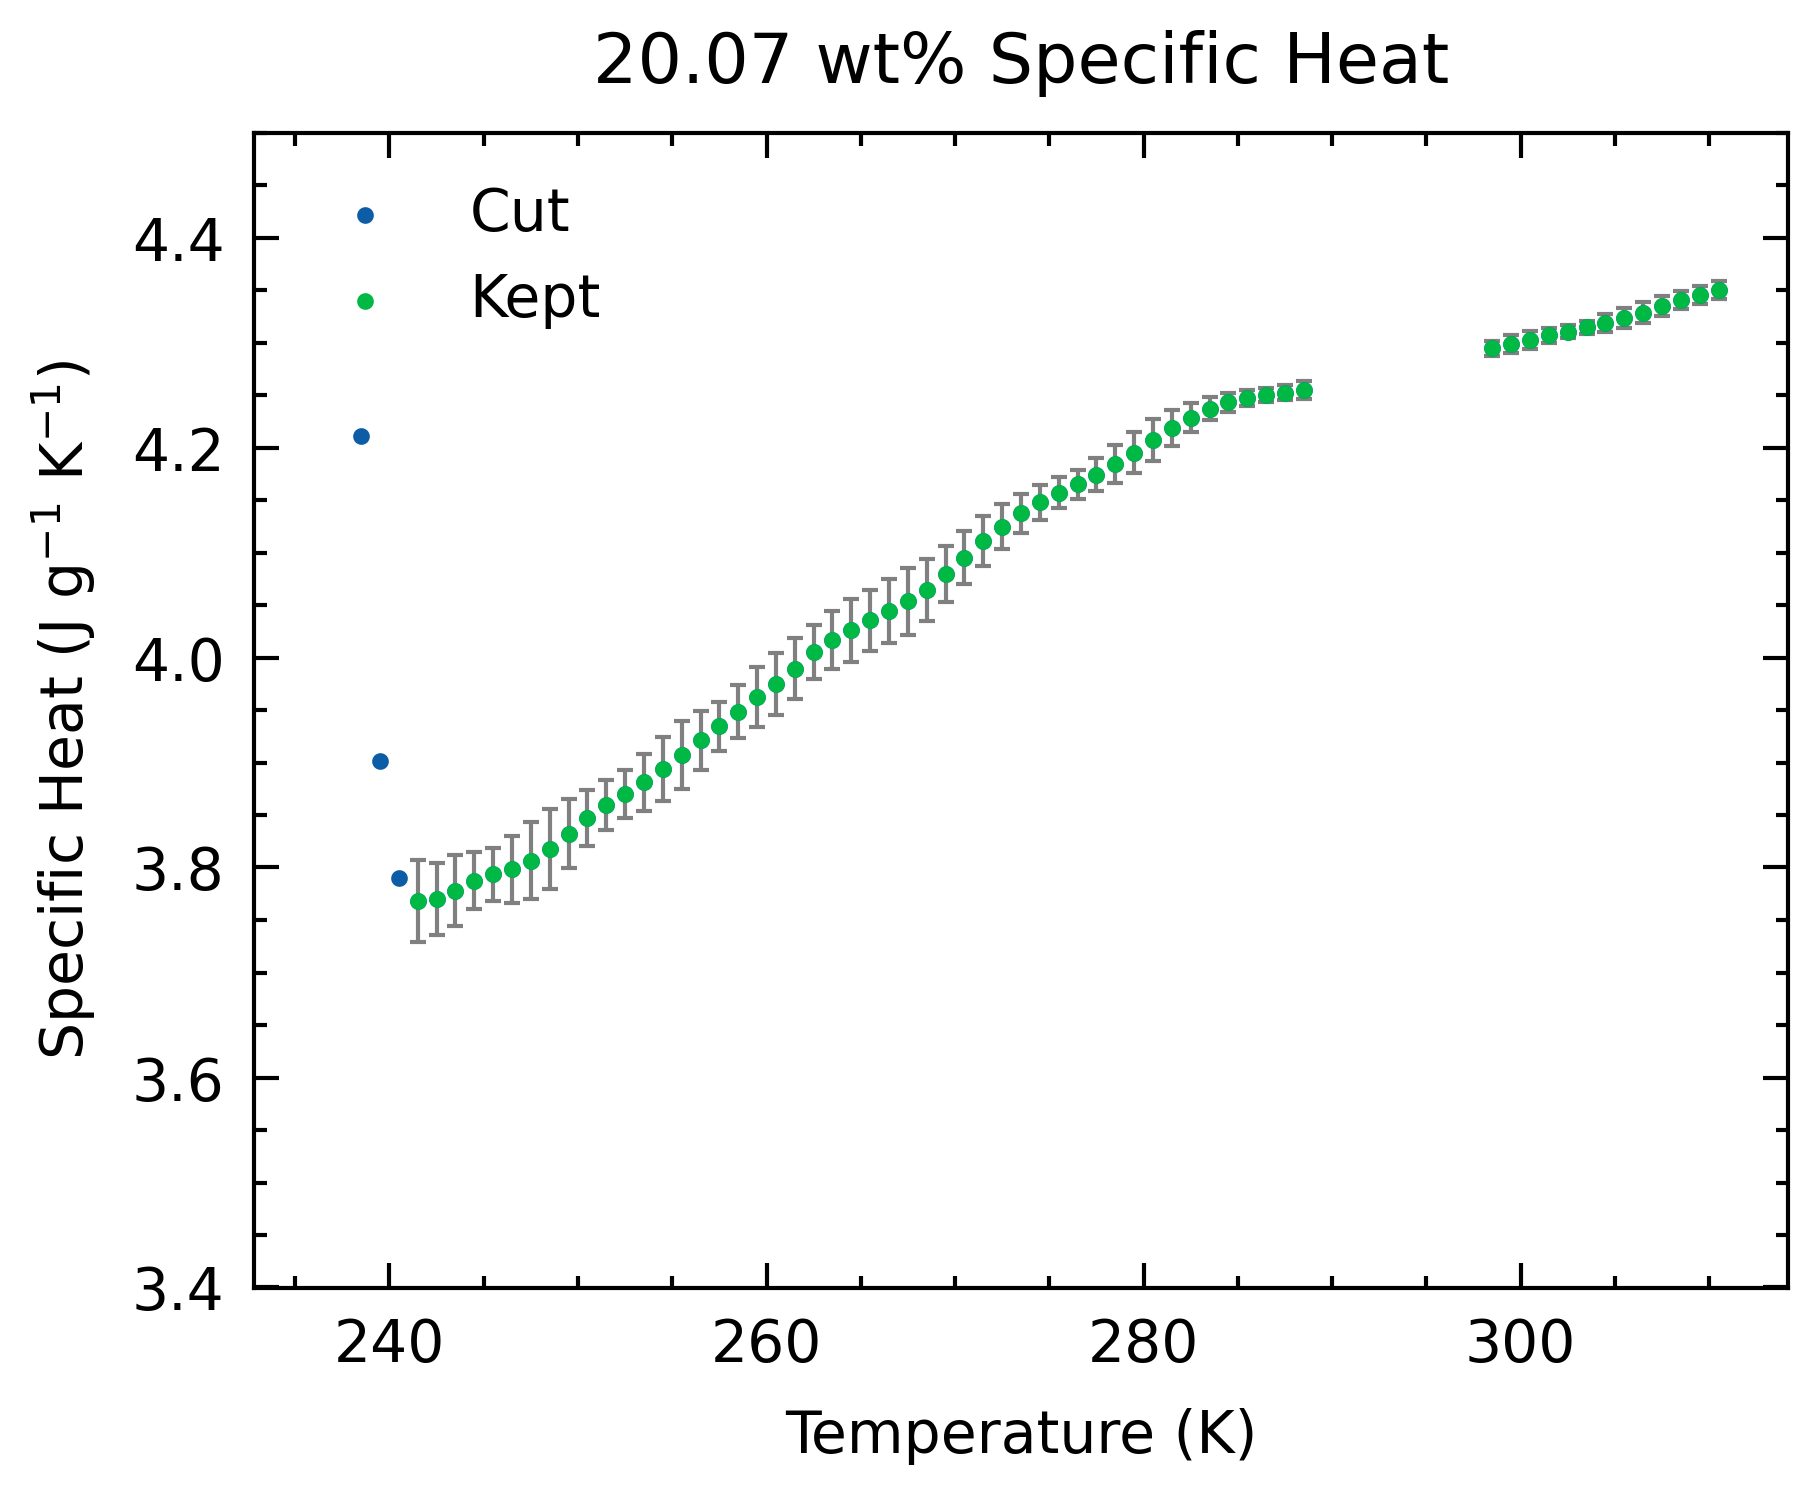 20.07 wt% Specific Heat
Cut
Kept
4.4
4.2
4.0
3.8
3.6
3.4
Specific Heat (J g⁻¹ K⁻¹)
240 260 280 300
Temperature (K)